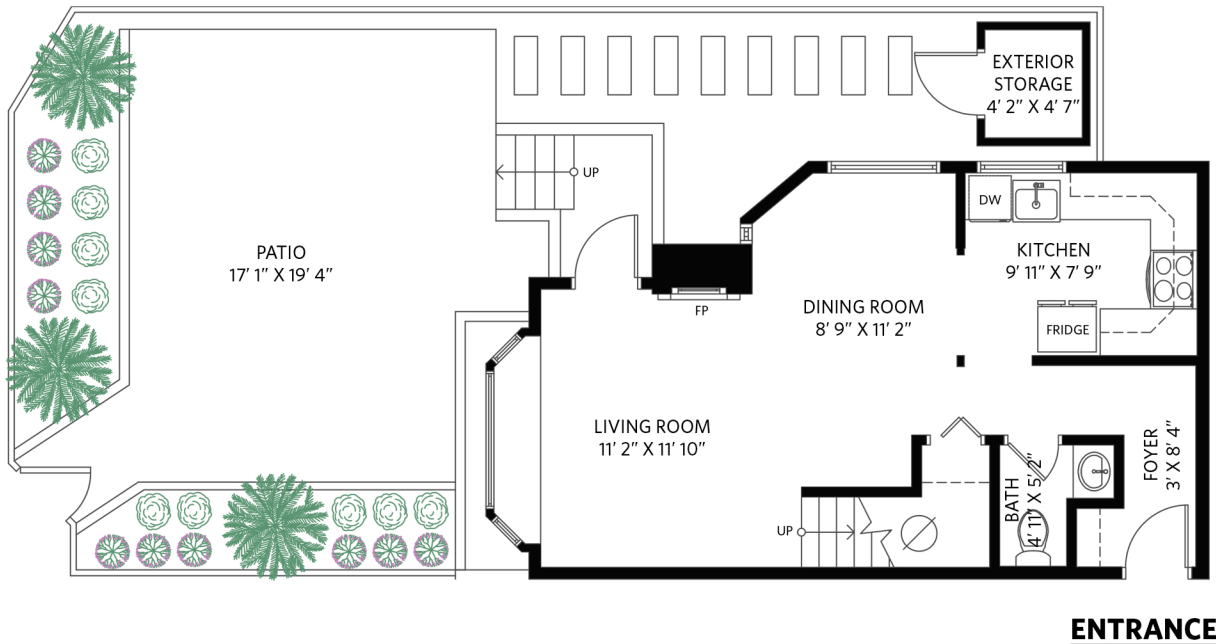 EXTERIOR
STORAGE
4' 2" X 4' 7"
UP
DW
PATIO
17' 1" X 19' 4"
KITCHEN
9' 11" X 7' 9"
DINING ROOM
8' 9" X 11' 2"
FP
FRIDGE
LIVING ROOM
11' 2" X 11' 10"
FOYER
3' X 8' 4"
BATH
4' 11" X 5' 2"
UP
ENTRANCE